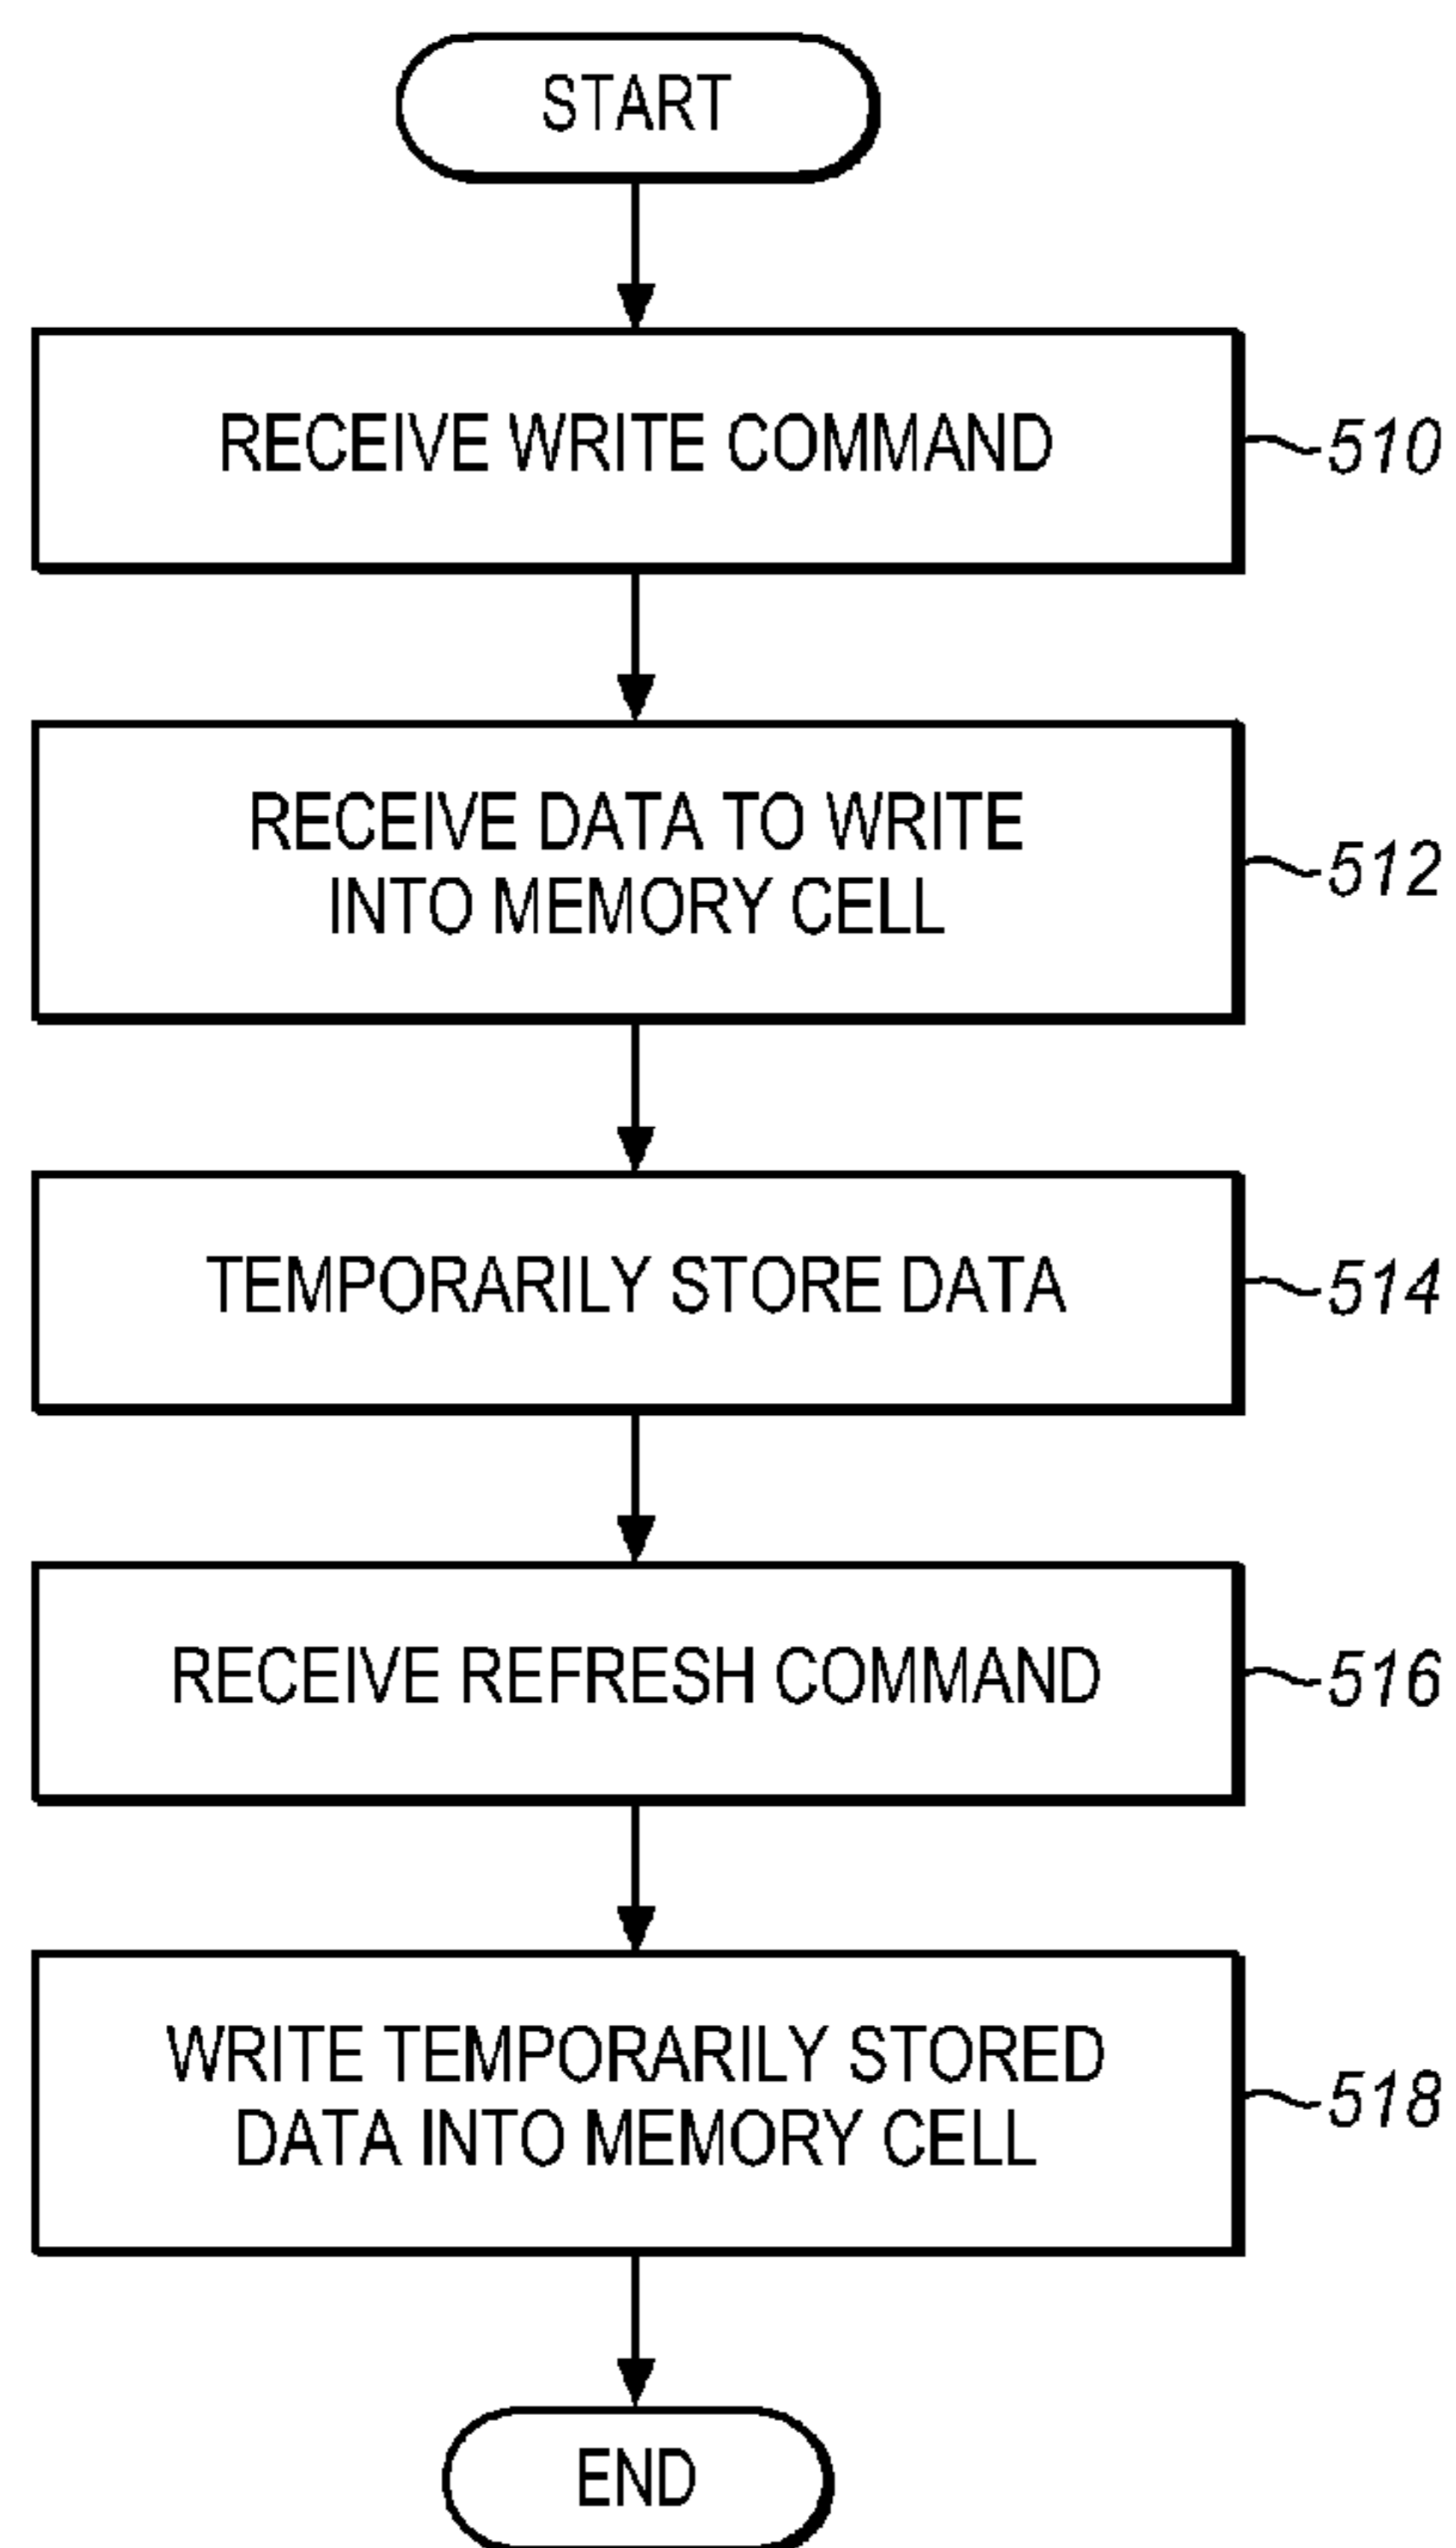 START
RECEIVE WRITE COMMAND
510
RECEIVE DATA TO WRITE
INTO MEMORY CELL
512
TEMPORARILY STORE DATA
514
RECEIVE REFRESH COMMAND
516
WRITE TEMPORARILY STORED
DATA INTO MEMORY CELL
518
END